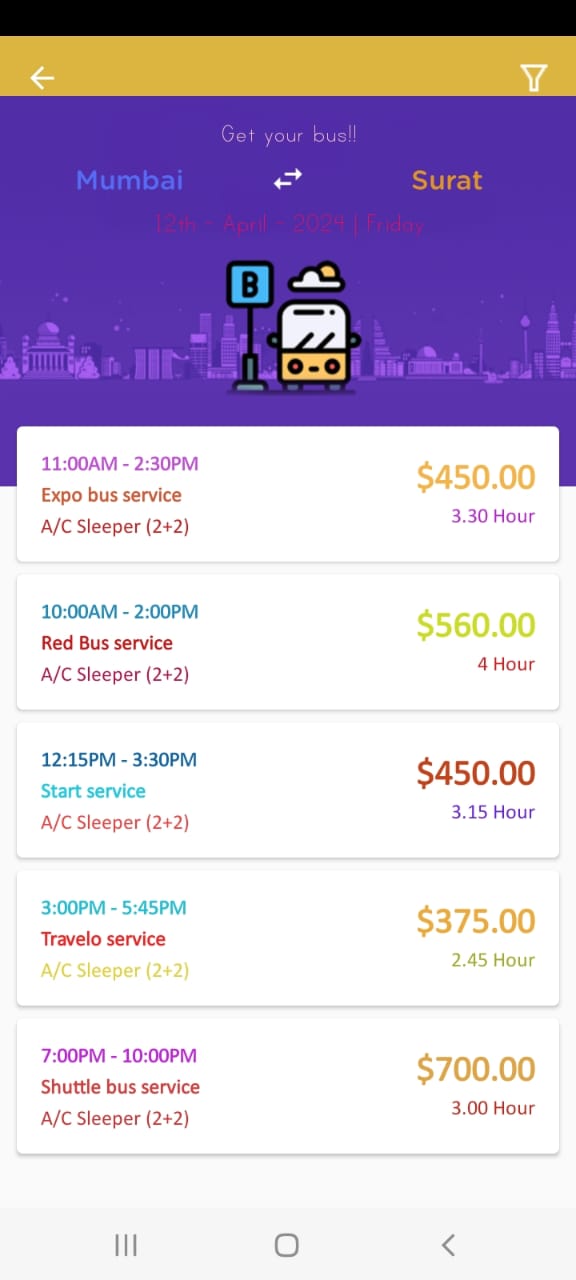 Get your bus!!
Mumbai Surat
12th - April - 2024 | Friday
B
11:00AM - 2:30PM
Expo bus service
A/C Sleeper (2+2)
$450.00
3.30 Hour
10:00AM - 2:00PM
Red Bus service
A/C Sleeper (2+2)
$560.00
4 Hour
12:15PM - 3:30PM
Start service
A/C Sleeper (2+2)
$450.00
3.15 Hour
3:00PM - 5:45PM
Travelo service
A/C Sleeper (2+2)
$375.00
2.45 Hour
7:00PM - 10:00PM
Shuttle bus service
A/C Sleeper (2+2)
$700.00
3.00 Hour